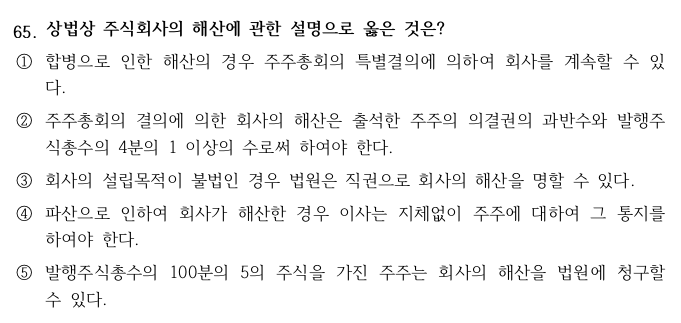 65. 상법상 주식회사의 해산에 관한 설명으로 옳은 것은?
① 합병으로 인한 해산의 경우 주주총회의 특별결의에 의하여 회사를 계속할 수 있
다.
② 주주총회의 결의에 의한 회사의 해산은 출석한 주주의 의결권의 과반수와 발행주
식총수의 4분의 1 이상의 수로써 하여야 한다.
③ 회사의 설립목적이 불법인 경우 법원은 직권으로 회사의 해산을 명할 수 있다.
④ 파산으로 인하여 회사가 해산한 경우 이사는 지체없이 주주에 대하여 그 통지를
하여야 한다.
⑤ 발행주식총수의 100분의 5의 주식을 가진 주주는 회사의 해산을 법원에 청구할
수 있다.